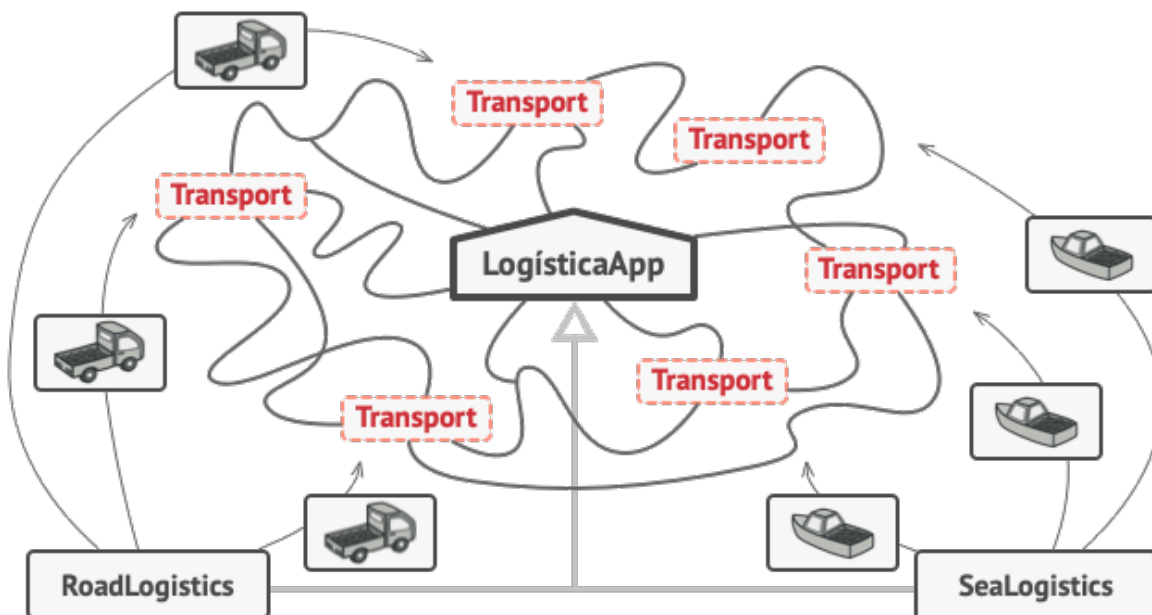 Transport
Transport
Transport
LogísticaApp
Transport
Transport
Transport
RoadLogistics
SeaLogistics